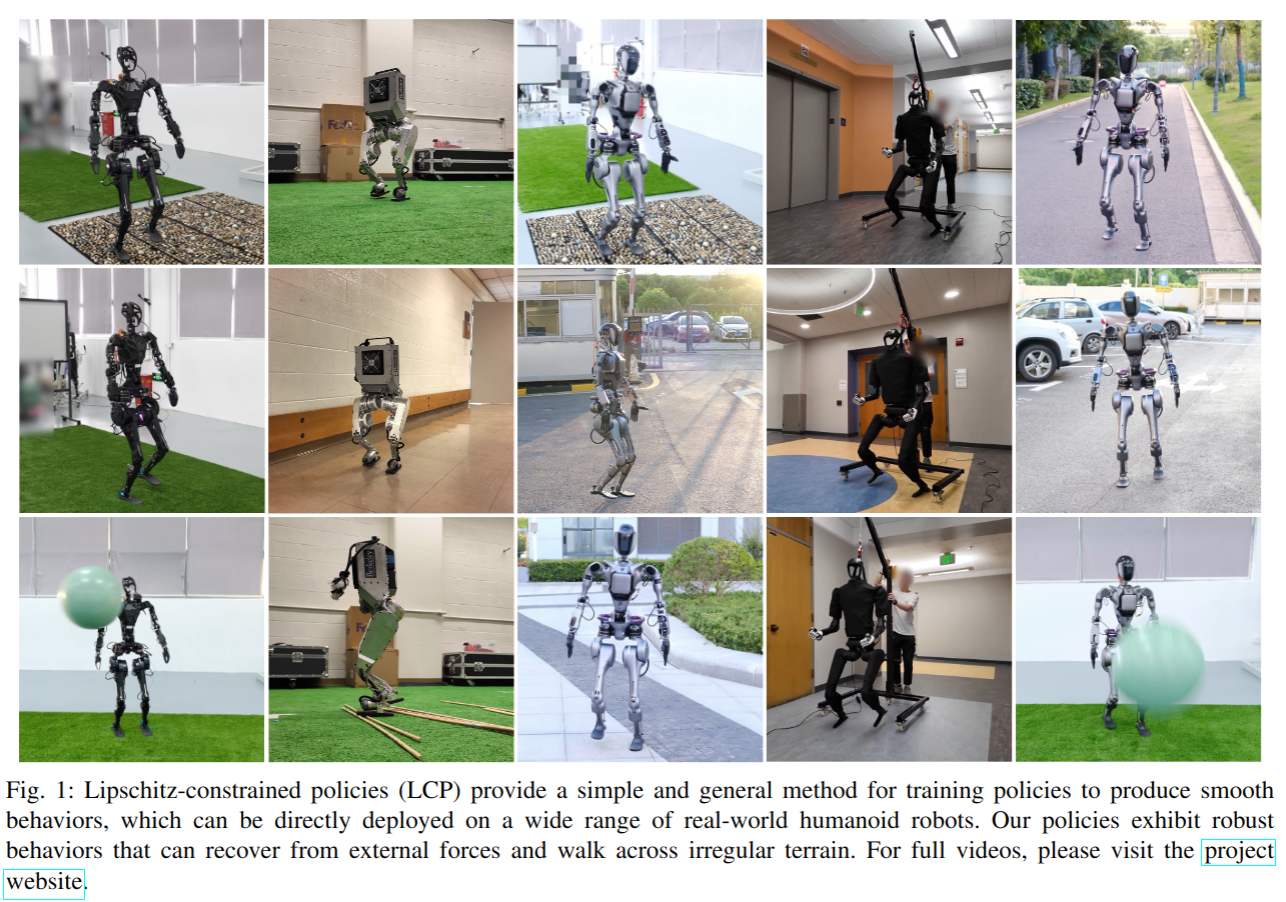 FedEx
Fe
Fig. 1: Lipschitz-constrained policies (LCP) provide a simple and general method for training policies to produce smooth
behaviors, which can be directly deployed on a wide range of real-world humanoid robots. Our policies exhibit robust
behaviors that can recover from external forces and walk across irregular terrain. For full videos, please visit the project
website.